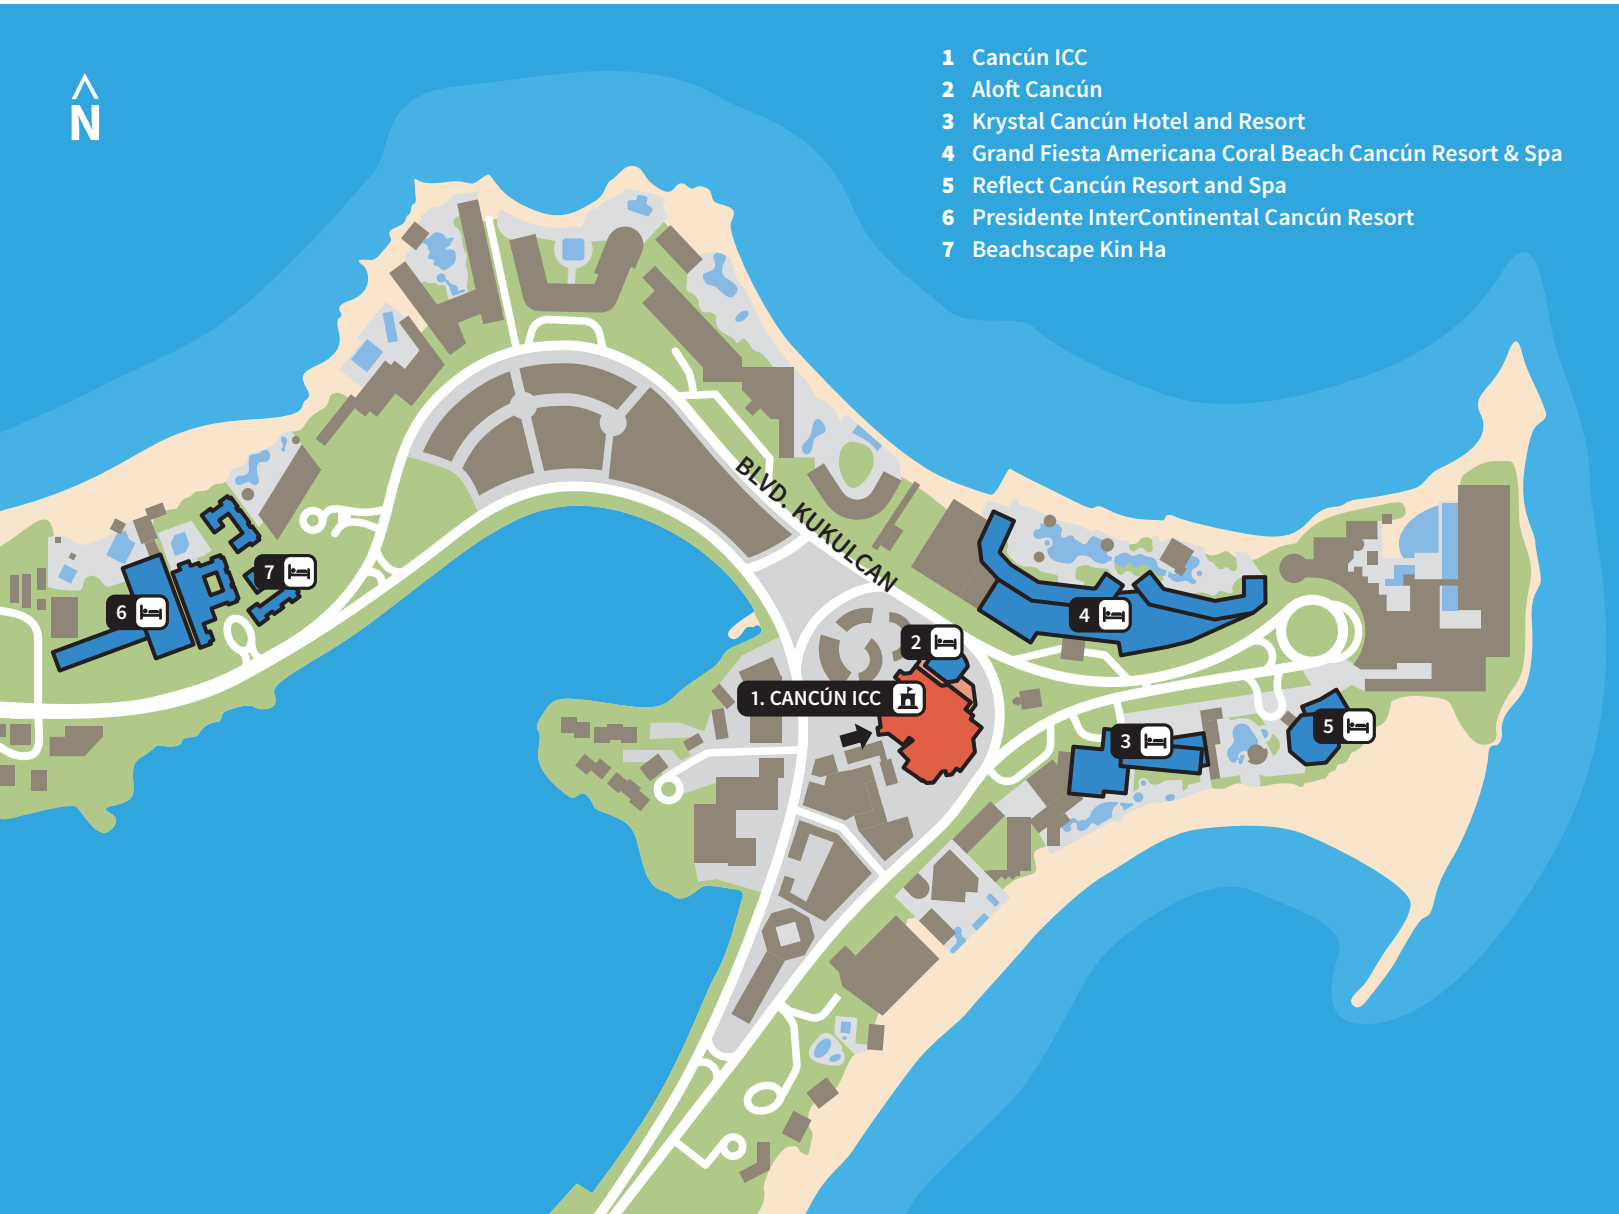 N
1 Cancún ICC
2 Aloft Cancún
3 Krystal Cancún Hotel and Resort
4 Grand Fiesta Americana Coral Beach Cancún Resort & Spa
5 Reflect Cancún Resort and Spa
6 Presidente InterContinental Cancún Resort
7 Beachscape Kin Ha
BLVD. KUKULCAN
7
6
4
2
1. CANCÚN ICC
5
3